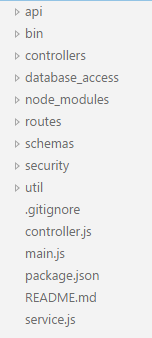 api
bin
controllers
database_access
node_modules
routes
schemas
security
util
.gitignore
controller.js
main.js
package.json
README.md
service.js